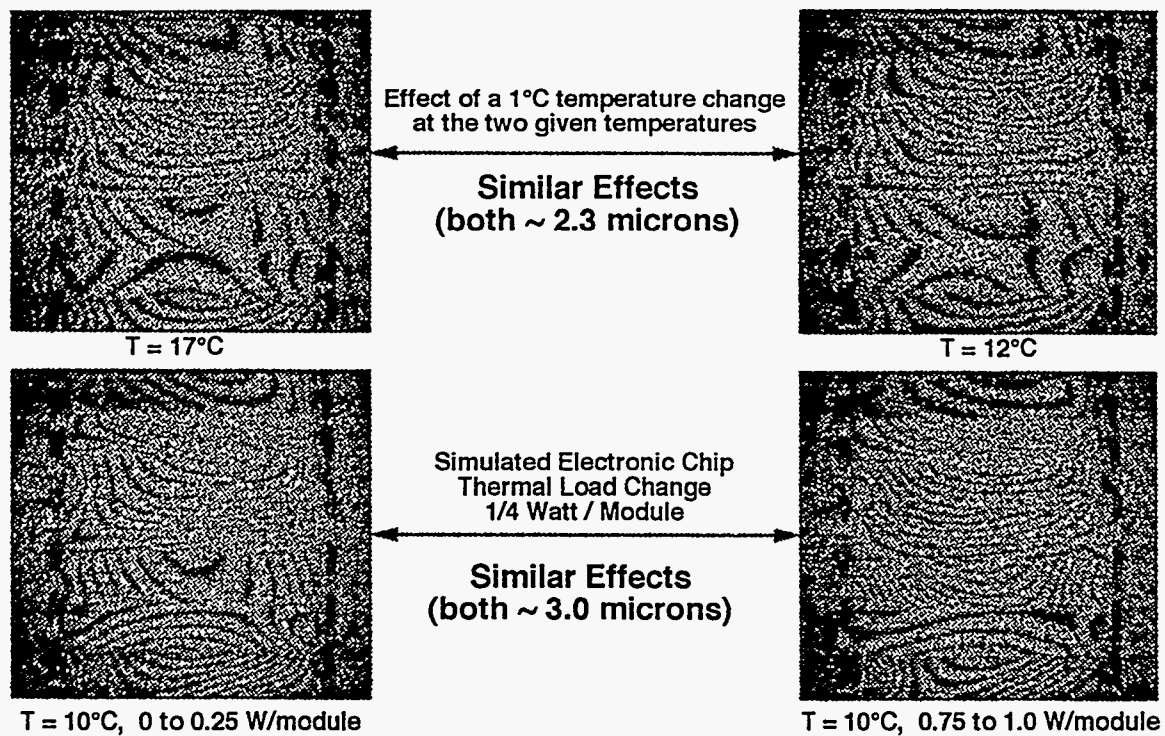 Effect of a 1°C temperature change
at the two given temperatures
Similar Effects
(both ~ 2.3 microns)
T = 17°C
T = 12°C
Simulated Electronic Chip
Thermal Load Change
1/4 Watt / Module
Similar Effects
(both ~ 3.0 microns)
T = 10°C, 0 to 0.25 W/module
T = 10°C, 0.75 to 1.0 W/module